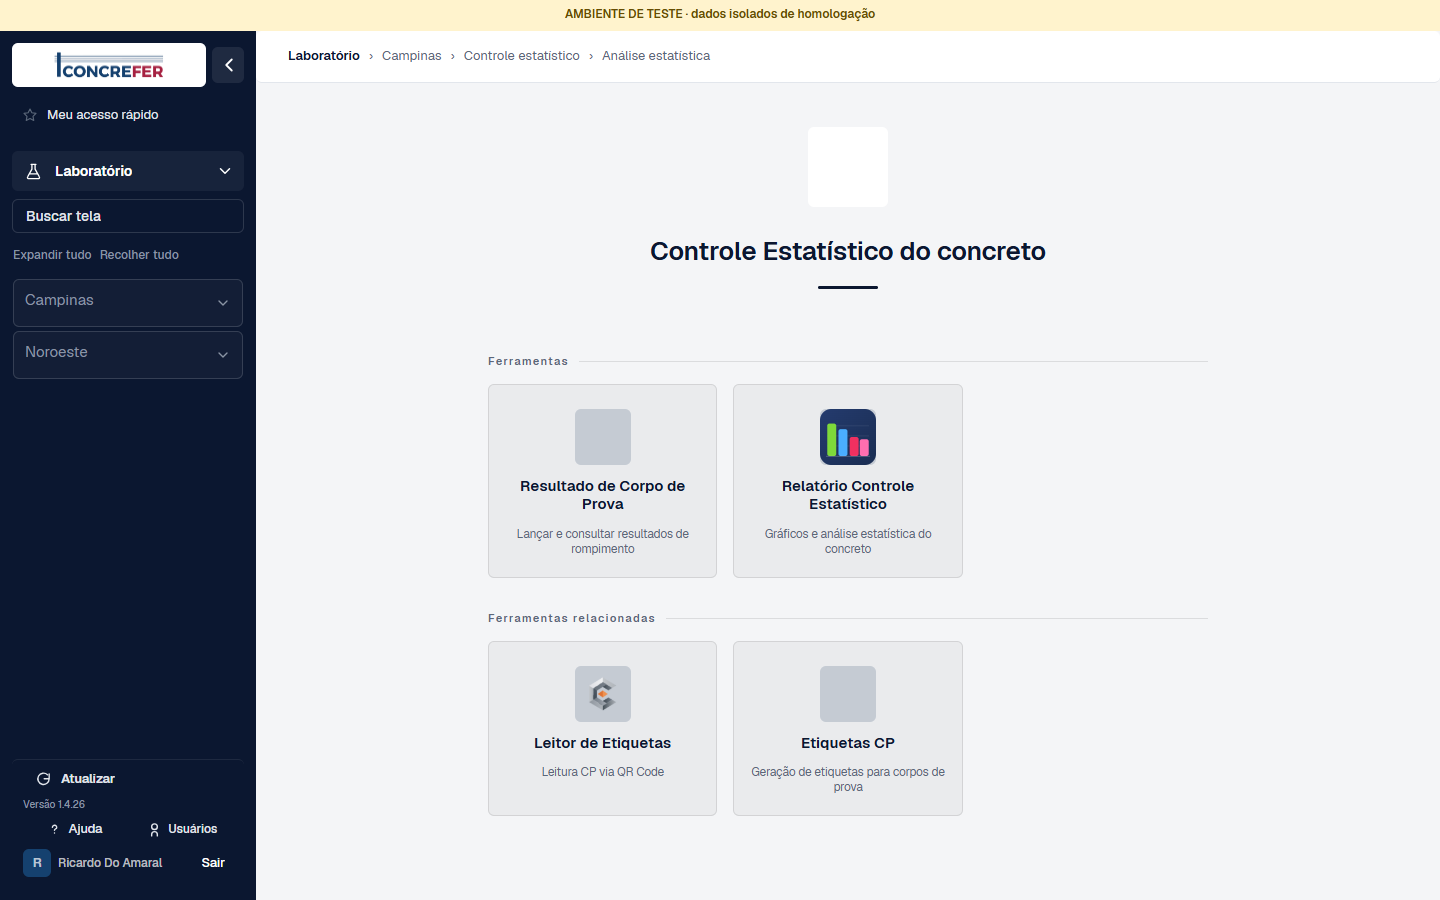 AMBIENTE DE TESTE · dados isolados de homologação
CONCREFER
Meu acesso rápido
Laboratório
Buscar tela
Expandir tudo Recolher tudo
Campinas
Noroeste
Atualizar
Versão 1.4.26
? Ajuda Usuários
R Ricardo Do Amaral Sair
Laboratório › Campinas › Controle estatístico › Análise estatística
Controle Estatístico do concreto
Ferramentas
Resultado de Corpo de
Prova
Lançar e consultar resultados de
rompimento
Relatório Controle
Estatístico
Gráficos e análise estatística do
concreto
Ferramentas relacionadas
Leitor de Etiquetas
Leitura CP via QR Code
Etiquetas CP
Geração de etiquetas para corpos de
prova